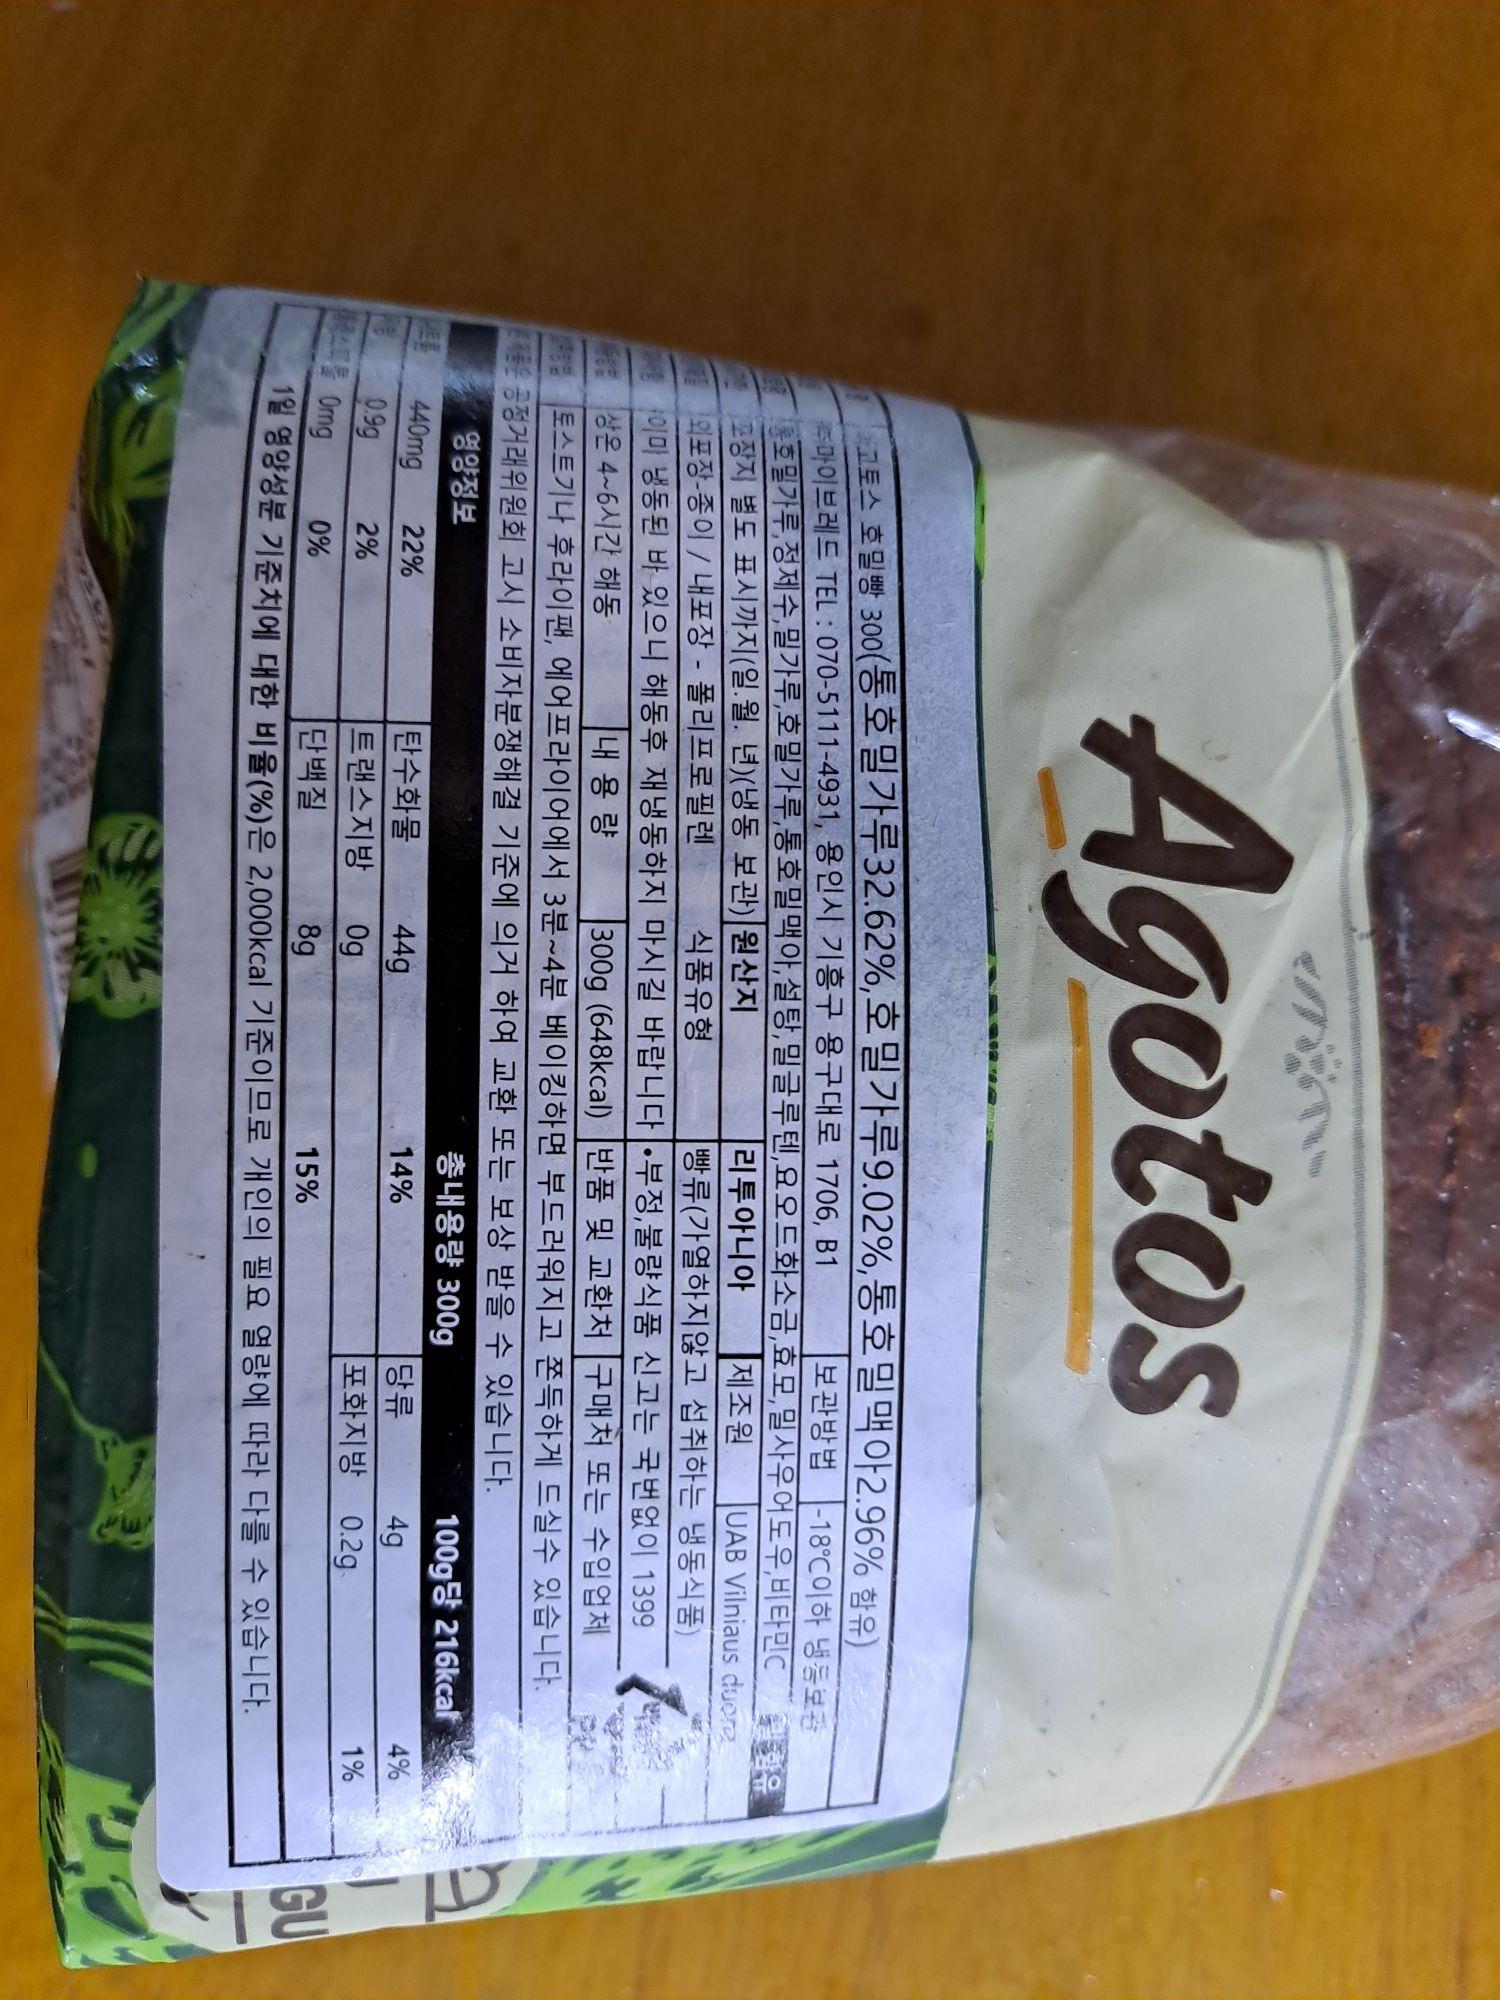 Agotos
아고토스 호밀빵 300(통호밀가루32.62%,호밀가루9.02%,통호밀맥아2.96% 함유)
㈜마이브레드 TEL : 070-5111-4931, 용인시 기흥구 용구대로 1706, B1 보관방법 -18℃이하 냉동보관
통호밀가루,정제수,밀가루,호밀가루,통호밀맥아,설탕,밀글루텐,요오드화소금,효모,밀사우어도우,비타민C 밀 함유
포장지 별도 표시까지(일.월. 년)(냉동 보관) 원산지 리투아니아 제조원 UAB Vilniaus duona
외포장-종이 / 내포장 - 폴리프로필렌 식품유형 빵류(가열하지않고 섭취하는 냉동식품)
이미 냉동된 바 있으니 해동후 재냉동하지 마시길 바랍니다 •부정,불량식품 신고는 국번없이 1399
상온 4~6시간 해동 내 용 량 300g (648kcal) 반품 및 교환처 구매처 또는 수입업체
토스트기나 후라이팬, 에어프라이어에서 3분~4분 베이킹하면 부드러워지고 쫀득하게 드실수 있습니다.
공정거래위원회 고시 소비자분쟁해결 기준에 의거 하여 교환 또는 보상 받을 수 있습니다.
영양정보 총내용량 300g 100g당 216kcal
440mg 22% 탄수화물 44g 14% 당류 4g 4%
0.9g 2% 트랜스지방 0g 포화지방 0.2g 1%
0mg 0% 단백질 8g 15%
1일 영양성분 기준치에 대한 비율(%)은 2,000kcal 기준이므로 개인의 필요 열량에 따라 다를 수 있습니다.
GU